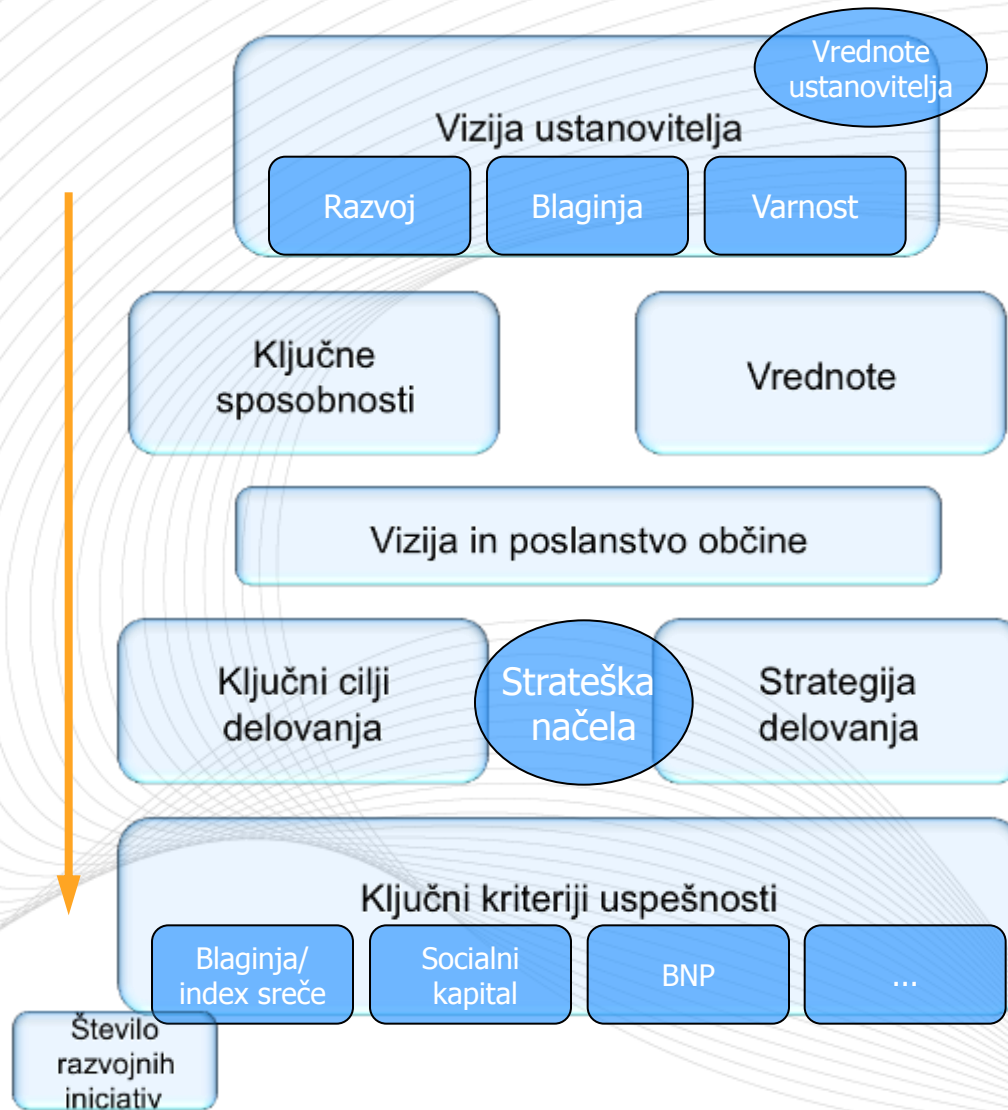 Vrednote
ustanovitelja
Vizija ustanovitelja
Razvoj
Blaginja
Varnost
Ključne
sposobnosti
Vrednote
Vizija in poslanstvo občine
Ključni cilji
delovanja
Strateška
načela
Strategija
delovanja
Ključni kriteriji uspešnosti
Blaginja/
index sreče
Socialni
kapital
BNP
...
Število
razvojnih
iniciativ